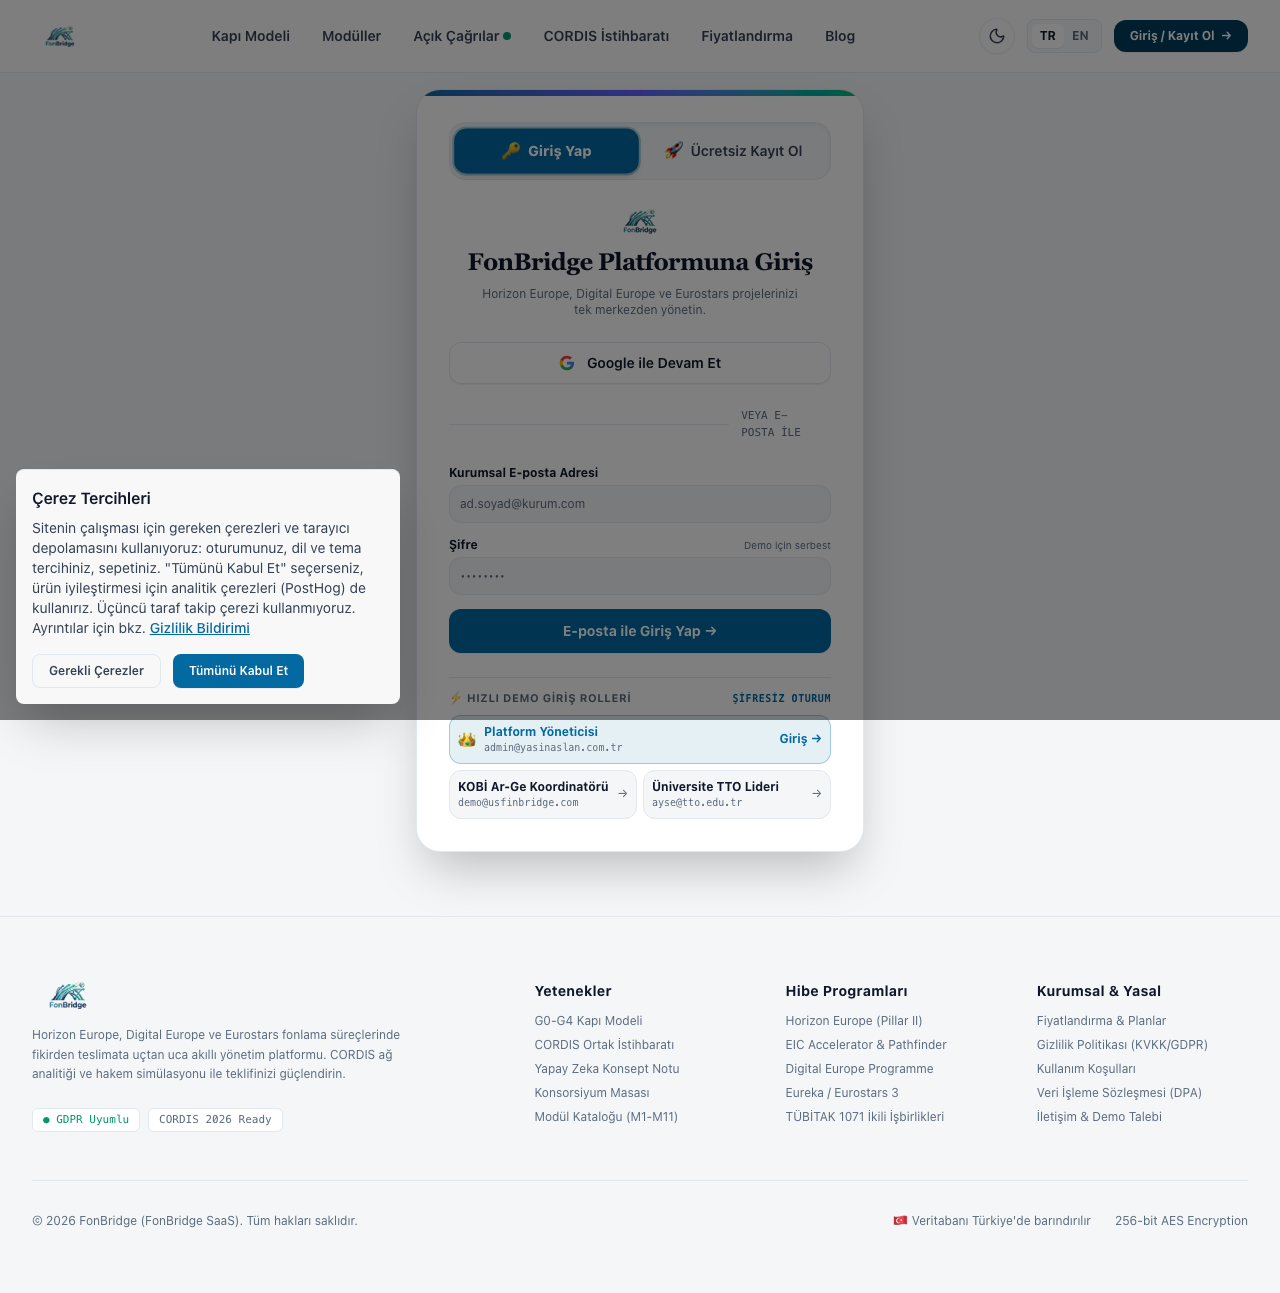 FonBridge
Kapı Modeli
Modüller
Açık Çağrılar
CORDIS İstihbaratı
Fiyatlandırma
Blog
TR
EN
Giriş / Kayıt Ol →
🔑 Giriş Yap
🚀 Ücretsiz Kayıt Ol
FonBridge
FonBridge Platformuna Giriş
Horizon Europe, Digital Europe ve Eurostars projelerinizi
tek merkezden yönetin.
Google ile Devam Et
VEYA E-
POSTA İLE
Kurumsal E-posta Adresi
ad.soyad@kurum.com
Şifre
Demo için serbest
••••••••
E-posta ile Giriş Yap →
Çerez Tercihleri
Sitenin çalışması için gereken çerezleri ve tarayıcı
depolamasını kullanıyoruz: oturumunuz, dil ve tema
tercihiniz, sepetiniz. "Tümünü Kabul Et" seçerseniz,
ürün iyileştirmesi için analitik çerezleri (PostHog) de
kullanırız. Üçüncü taraf takip çerezi kullanmıyoruz.
Ayrıntılar için bkz. Gizlilik Bildirimi
Gerekli Çerezler
Tümünü Kabul Et
⚡ HIZLI DEMO GİRİŞ ROLLERİ
ŞİFRESİZ OTURUM
Platform Yöneticisi
admin@yasinaslan.com.tr
Giriş →
KOBİ Ar-Ge Koordinatörü
demo@usfinbridge.com
→
Üniversite TTO Lideri
ayse@tto.edu.tr
→
FonBridge
Horizon Europe, Digital Europe ve Eurostars fonlama süreçlerinde
fikirden teslimata uçtan uca akıllı yönetim platformu. CORDIS ağ
analitiği ve hakem simülasyonu ile teklifinizi güçlendirin.
● GDPR Uyumlu
CORDIS 2026 Ready
Yetenekler
G0-G4 Kapı Modeli
CORDIS Ortak İstihbaratı
Yapay Zeka Konsept Notu
Konsorsiyum Masası
Modül Kataloğu (M1-M11)
Hibe Programları
Horizon Europe (Pillar II)
EIC Accelerator & Pathfinder
Digital Europe Programme
Eureka / Eurostars 3
TÜBİTAK 1071 İkili İşbirlikleri
Kurumsal & Yasal
Fiyatlandırma & Planlar
Gizlilik Politikası (KVKK/GDPR)
Kullanım Koşulları
Veri İşleme Sözleşmesi (DPA)
İletişim & Demo Talebi
© 2026 FonBridge (FonBridge SaaS). Tüm hakları saklıdır.
🇹🇷 Veritabanı Türkiye'de barındırılır
256-bit AES Encryption